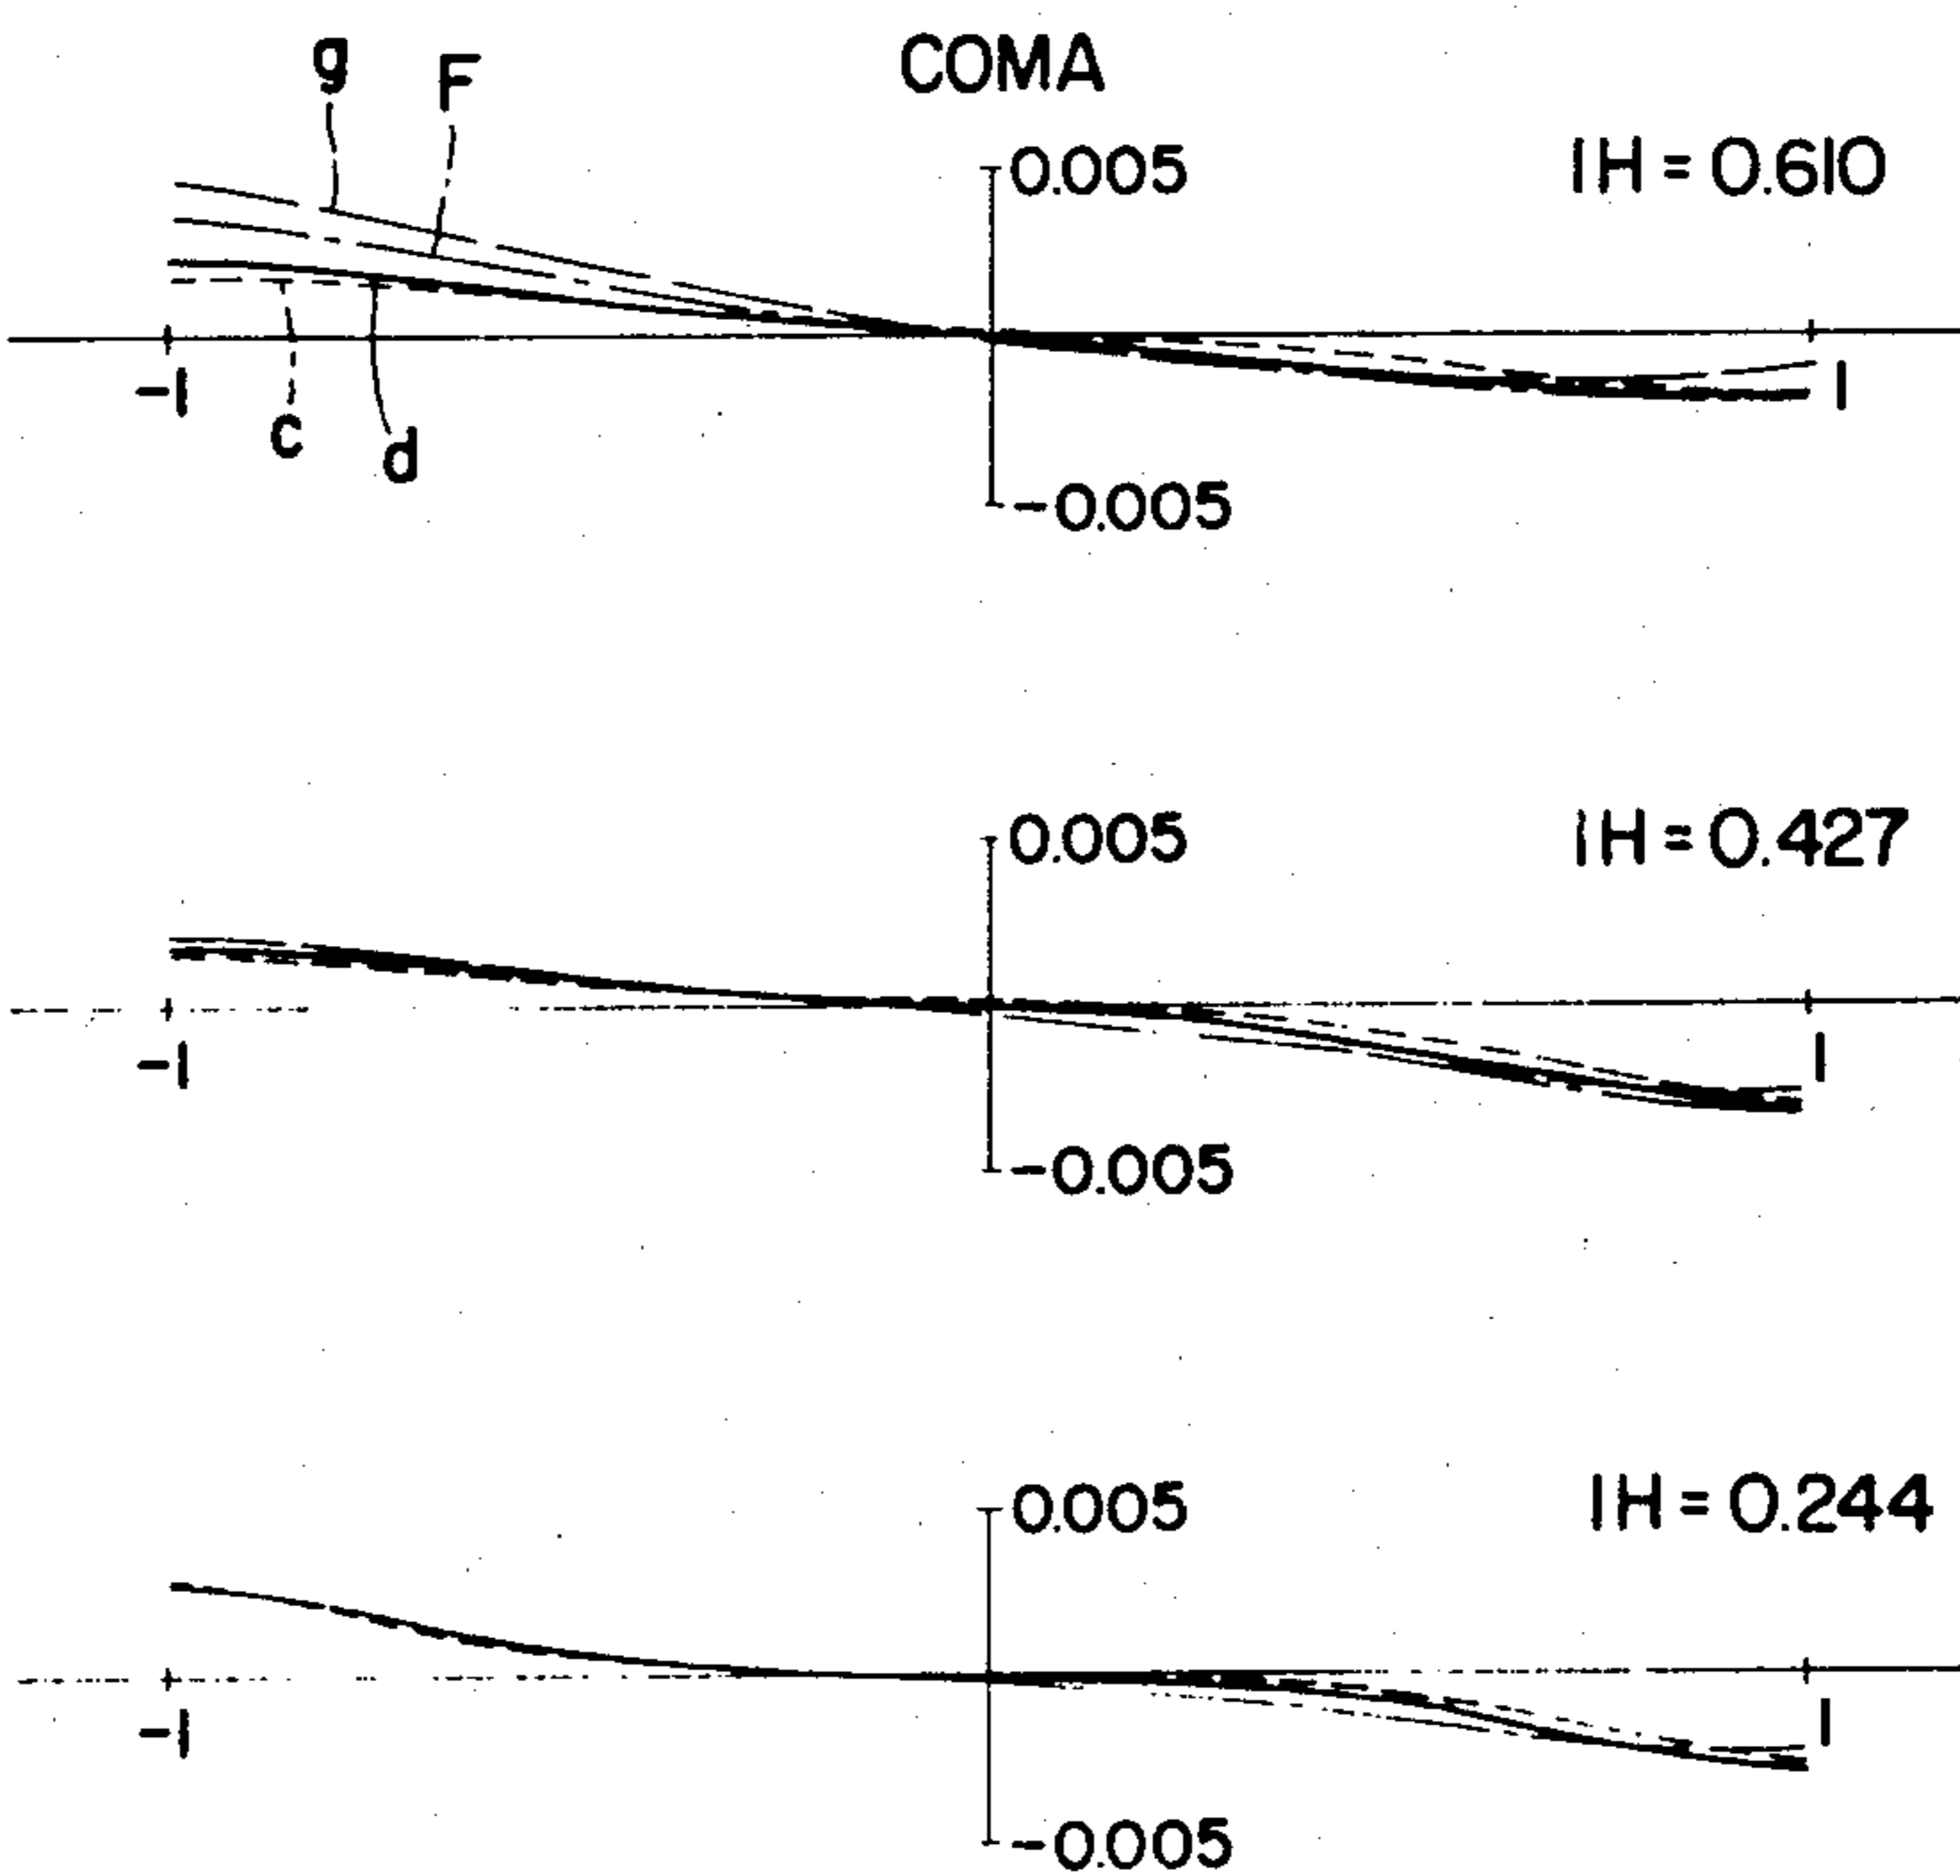 COMA
g F
0.005 IH = 0.610
-1 1
c d
-0.005
0.005 IH = 0.427
-1 1
-0.005
0.005 IH = 0.244
-1 1
-0.005